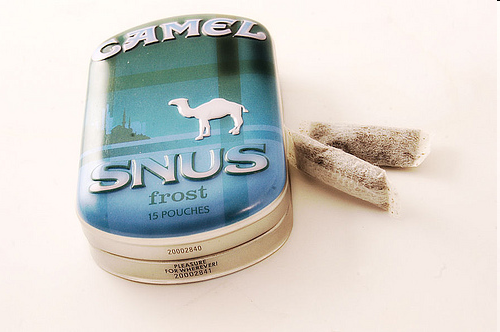 CAMEL
SNUS
frost
15 POUCHES
20002840
PLEASURE
FOR WHEREVER!
20002841